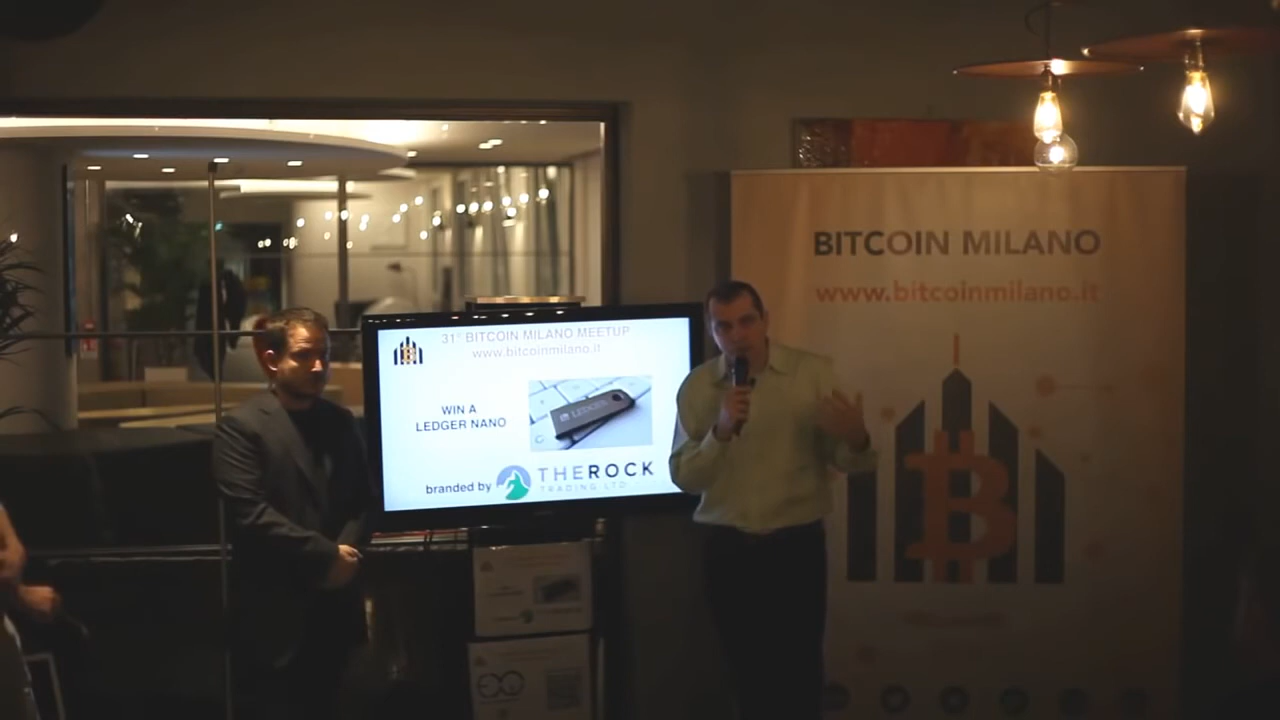 31° BITCOIN MILANO MEETUP
www.bitcoinmilano.it
WIN A
LEDGER NANO
LEDGER
branded by
THEROCK
TRADING LTD
BITCOIN MILANO
www.bitcoinmilano.it